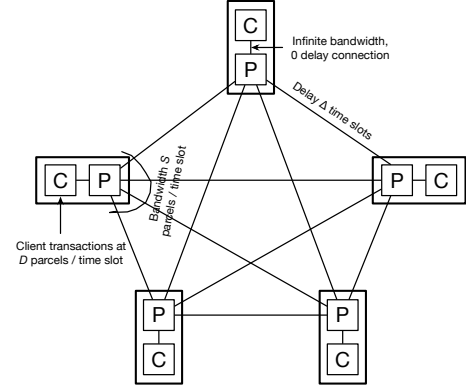 C
P
Infinite bandwidth,
0 delay connection
Delay Δ time slots
C P
Bandwidth S
parcels / time slot
P C
Client transactions at
D parcels / time slot
P
C
P
C